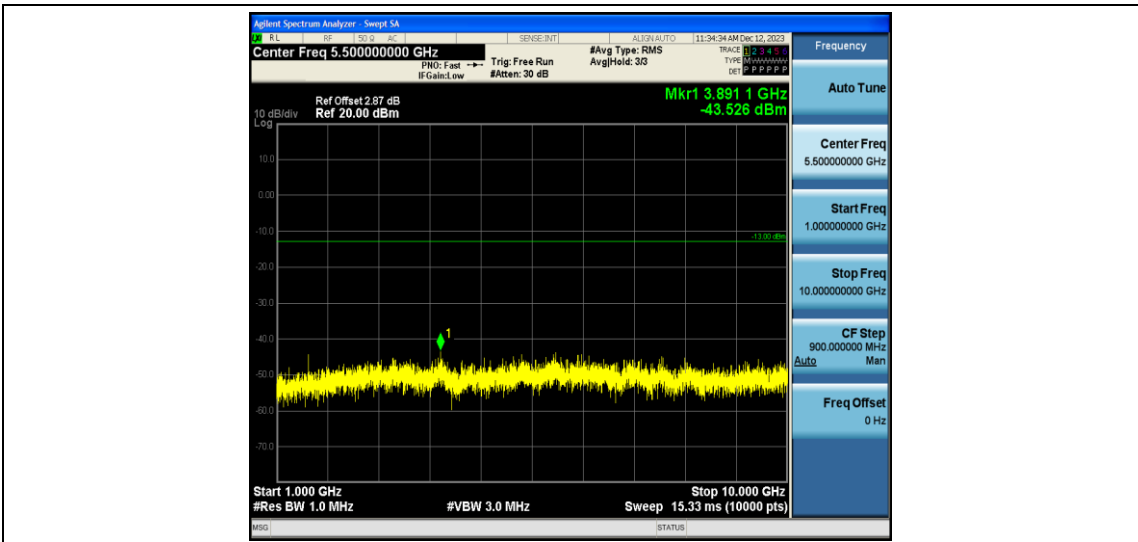 Agilent Spectrum Analyzer - Swept SA
RL RF 50 Ω AC SENSE:INT ALIGN AUTO 11:34:34 AM Dec 12, 2023
Center Freq 5.500000000 GHz
PNO: Fast
IFGain:Low
Trig: Free Run
#Atten: 30 dB
#Avg Type: RMS
Avg|Hold: 3/3
TRACE 1 2 3 4 5 6
TYPE M
DET P P P P P P
Frequency
Mkr1 3.891 1 GHz
-43.526 dBm
Ref Offset 2.87 dB
10 dB/div Ref 20.00 dBm
Log
10.0
0.00
-10.0
-20.0
-30.0
-40.0
-50.0
-60.0
-70.0
-13.00 dBm
1
Start 1.000 GHz Stop 10.000 GHz
#Res BW 1.0 MHz #VBW 3.0 MHz Sweep 15.33 ms (10000 pts)
MSG STATUS
Auto Tune
Center Freq
5.500000000 GHz
Start Freq
1.000000000 GHz
Stop Freq
10.000000000 GHz
CF Step
900.000000 MHz
Auto Man
Freq Offset
0 Hz